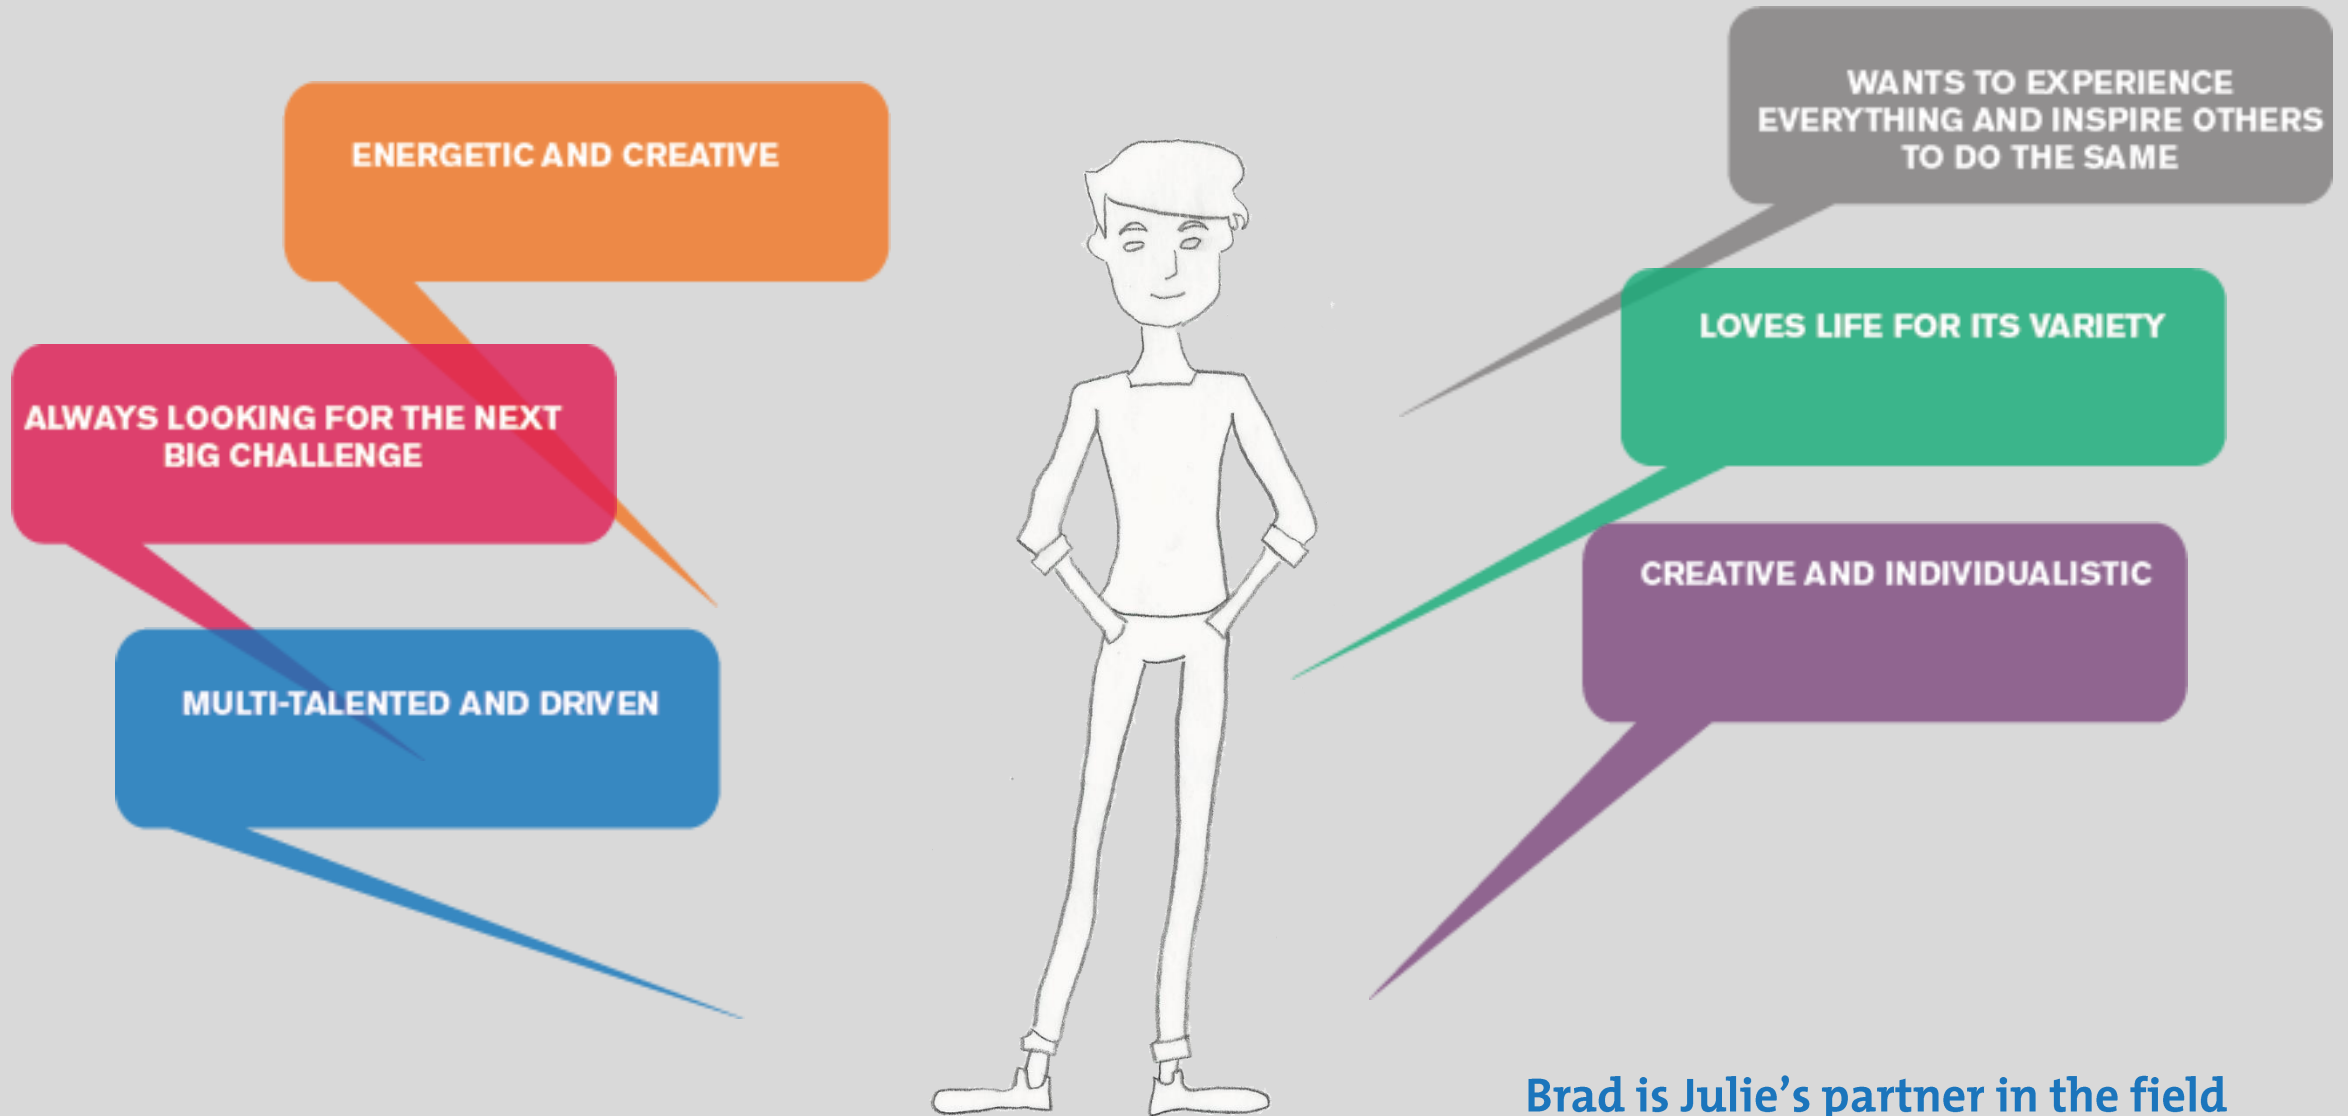 ENERGETIC AND CREATIVE
ALWAYS LOOKING FOR THE NEXT
BIG CHALLENGE
MULTI-TALENTED AND DRIVEN
WANTS TO EXPERIENCE
EVERYTHING AND INSPIRE OTHERS
TO DO THE SAME
LOVES LIFE FOR ITS VARIETY
CREATIVE AND INDIVIDUALISTIC
Brad is Julie's partner in the field